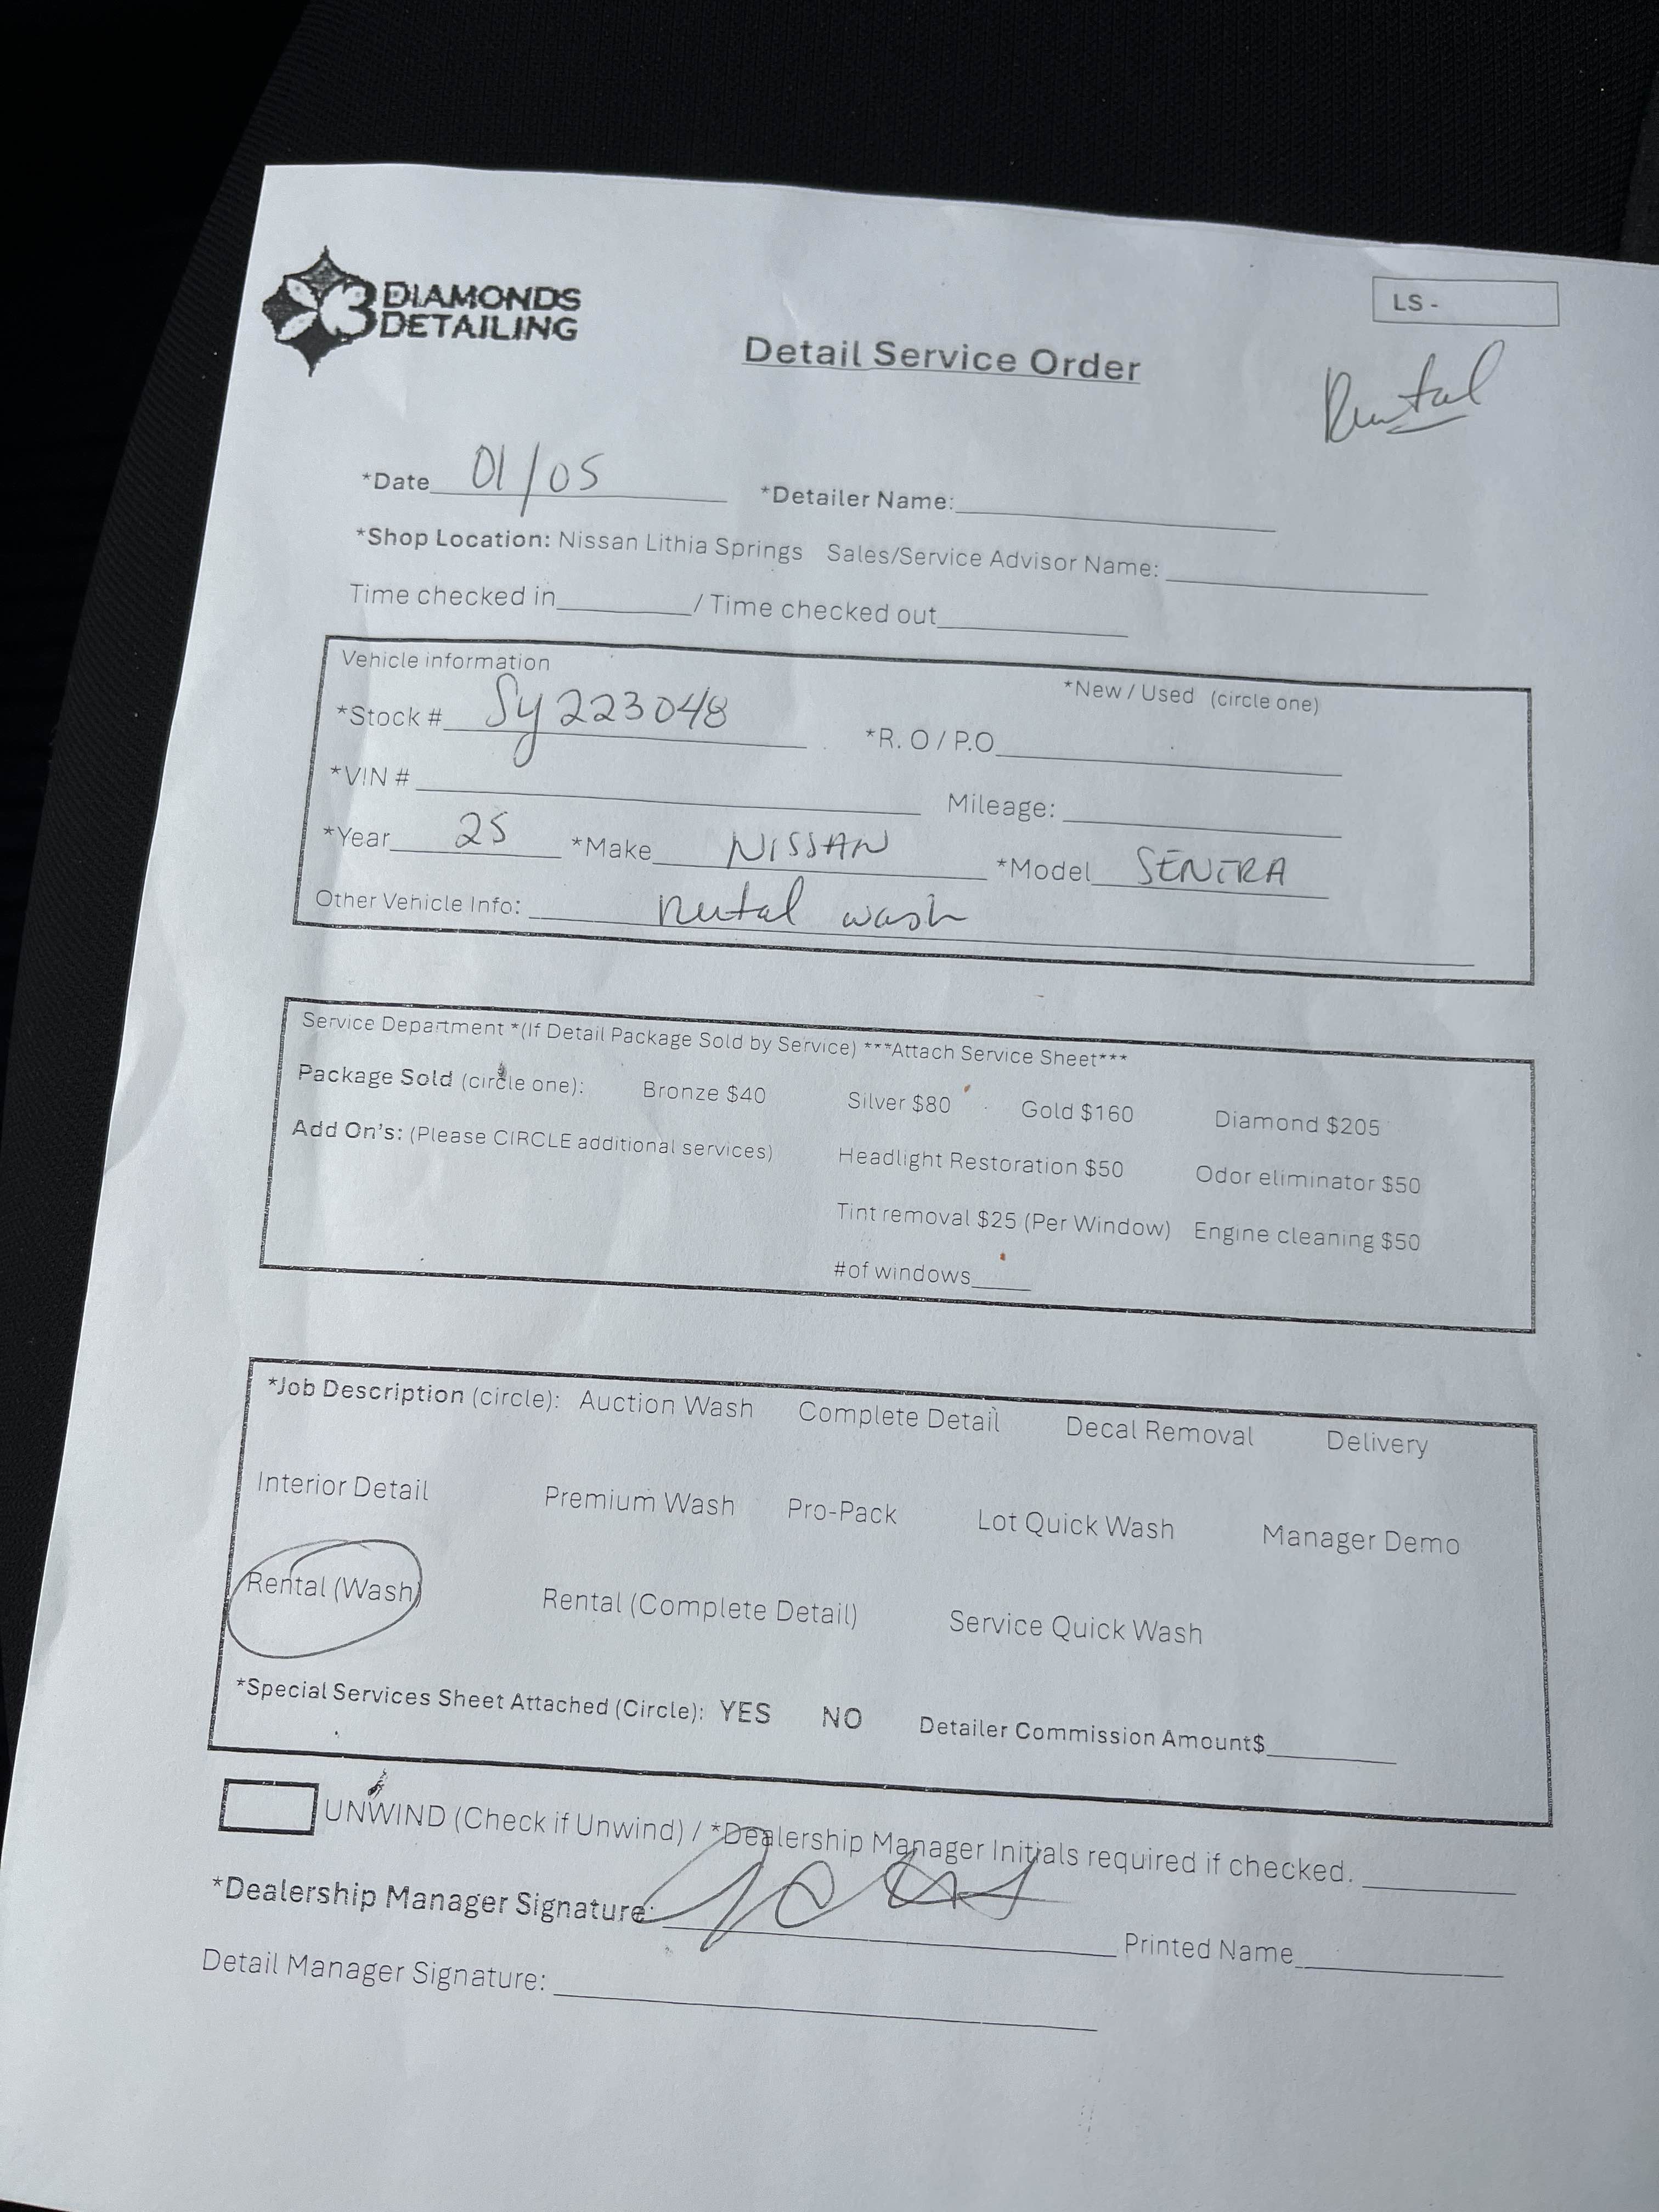 3 DIAMONDS
DETAILING
LS -
Detail Service Order
Rental
*Date 01/05 *Detailer Name:
*Shop Location: Nissan Lithia Springs Sales/Service Advisor Name:
Time checked in / Time checked out
Vehicle information
*New / Used (circle one)
*Stock # Sy223048 *R. O / P.O
*VIN # Mileage:
*Year 25 *Make NISSAN *Model SENTRA
Other Vehicle Info: rental wash
Service Department *(If Detail Package Sold by Service) ***Attach Service Sheet***
Package Sold (circle one): Bronze $40 Silver $80 Gold $160 Diamond $205
Add On's: (Please CIRCLE additional services) Headlight Restoration $50 Odor eliminator $50
Tint removal $25 (Per Window) Engine cleaning $50
#of windows
*Job Description (circle): Auction Wash Complete Detail Decal Removal Delivery
Interior Detail Premium Wash Pro-Pack Lot Quick Wash Manager Demo
Rental (Wash) Rental (Complete Detail) Service Quick Wash
*Special Services Sheet Attached (Circle): YES NO Detailer Commission Amount$
UNWIND (Check if Unwind) / *Dealership Manager Initials required if checked.
*Dealership Manager Signature: Printed Name
Detail Manager Signature: